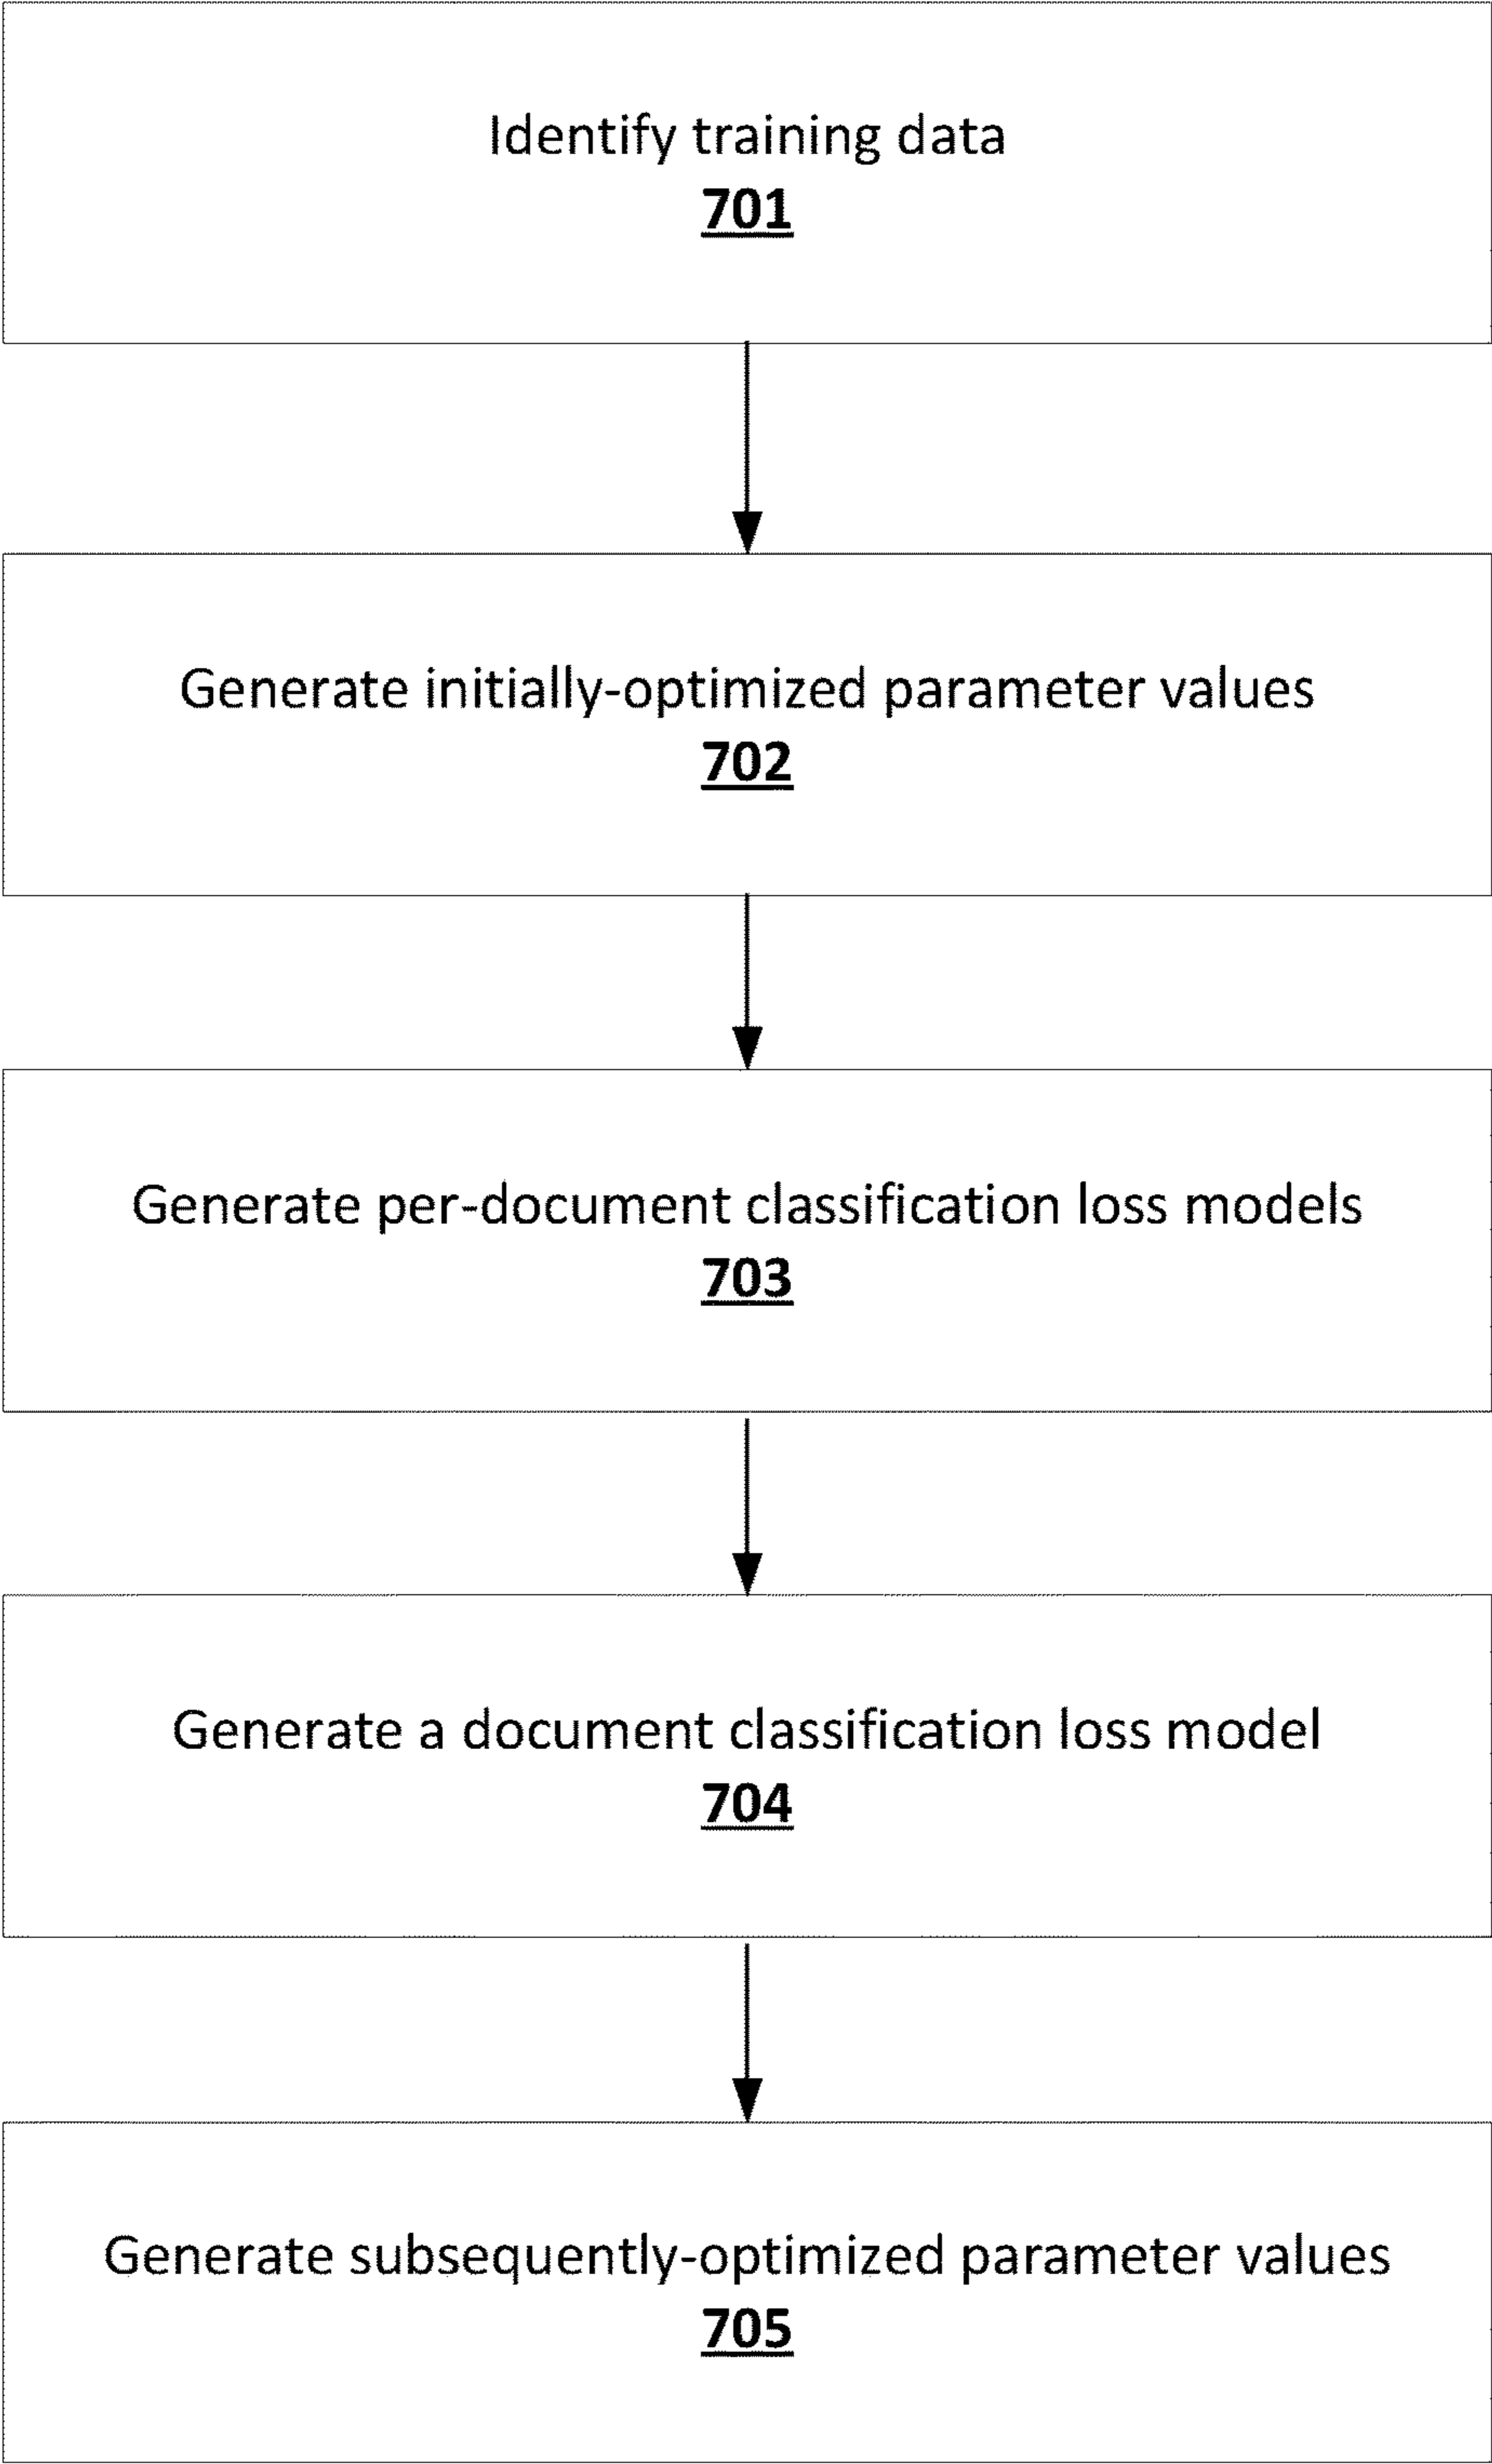 Identify training data
701
Generate initially-optimized parameter values
702
Generate per-document classification loss models
703
Generate a document classification loss model
704
Generate subsequently-optimized parameter values
705